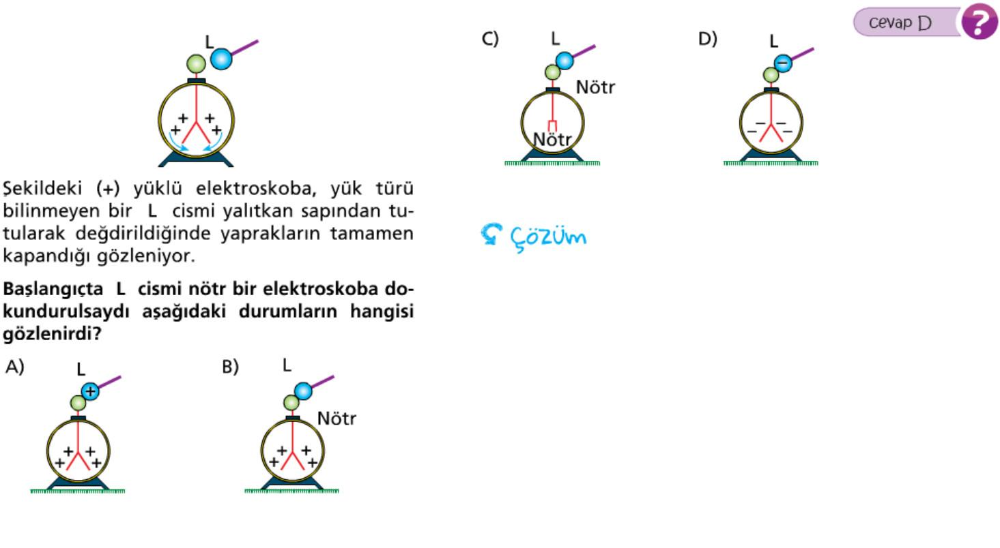 cevap D
?
L
+ +
+ +
Şekildeki (+) yüklü elektroskoba, yük türü
bilinmeyen bir L cismi yalıtkan sapından tu-
tularak değdirildiğinde yaprakların tamamen
kapandığı gözleniyor.
Başlangıçta L cismi nötr bir elektroskoba do-
kundurulsaydı aşağıdaki durumların hangisi
gözlenirdi?
A)
L
+
+ +
+ +
B)
L
Nötr
+ +
+ +
C)
L
Nötr
Nötr
D)
L
−
− −
− −
Çözüm